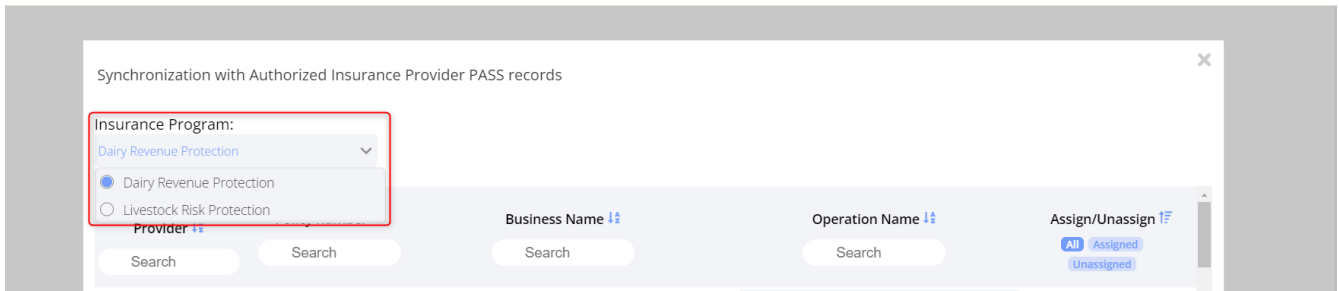 Synchronization with Authorized Insurance Provider PASS records
Insurance Program:
Dairy Revenue Protection
Dairy Revenue Protection
Livestock Risk Protection
Provider
Business Name
Operation Name
Assign/Unassign
Search
Search
Search
Search
All
Assigned
Unassigned